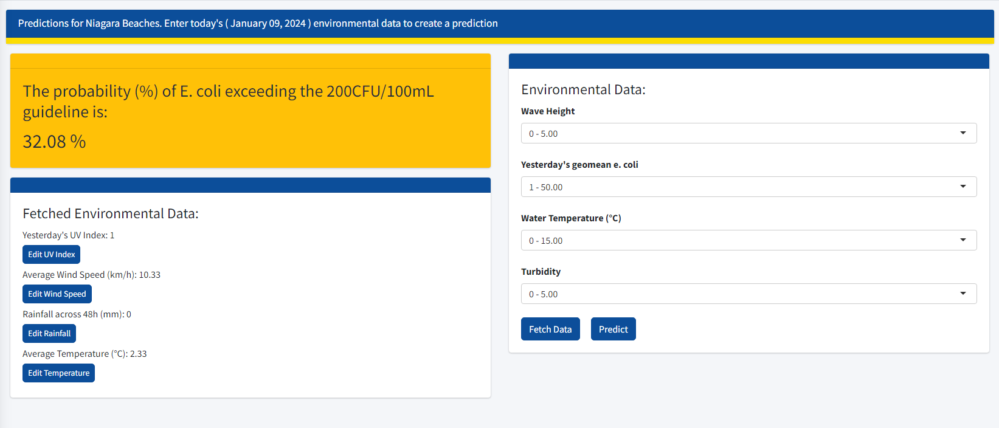 Predictions for Niagara Beaches. Enter today's ( January 09, 2024 ) environmental data to create a prediction
The probability (%) of E. coli exceeding the 200CFU/100mL
guideline is:
32.08 %
Fetched Environmental Data:
Yesterday's UV Index: 1
Edit UV Index
Average Wind Speed (km/h): 10.33
Edit Wind Speed
Rainfall across 48h (mm): 0
Edit Rainfall
Average Temperature (°C): 2.33
Edit Temperature
Environmental Data:
Wave Height
0 - 5.00
Yesterday's geomean e. coli
1 - 50.00
Water Temperature (°C)
0 - 15.00
Turbidity
0 - 5.00
Fetch Data
Predict